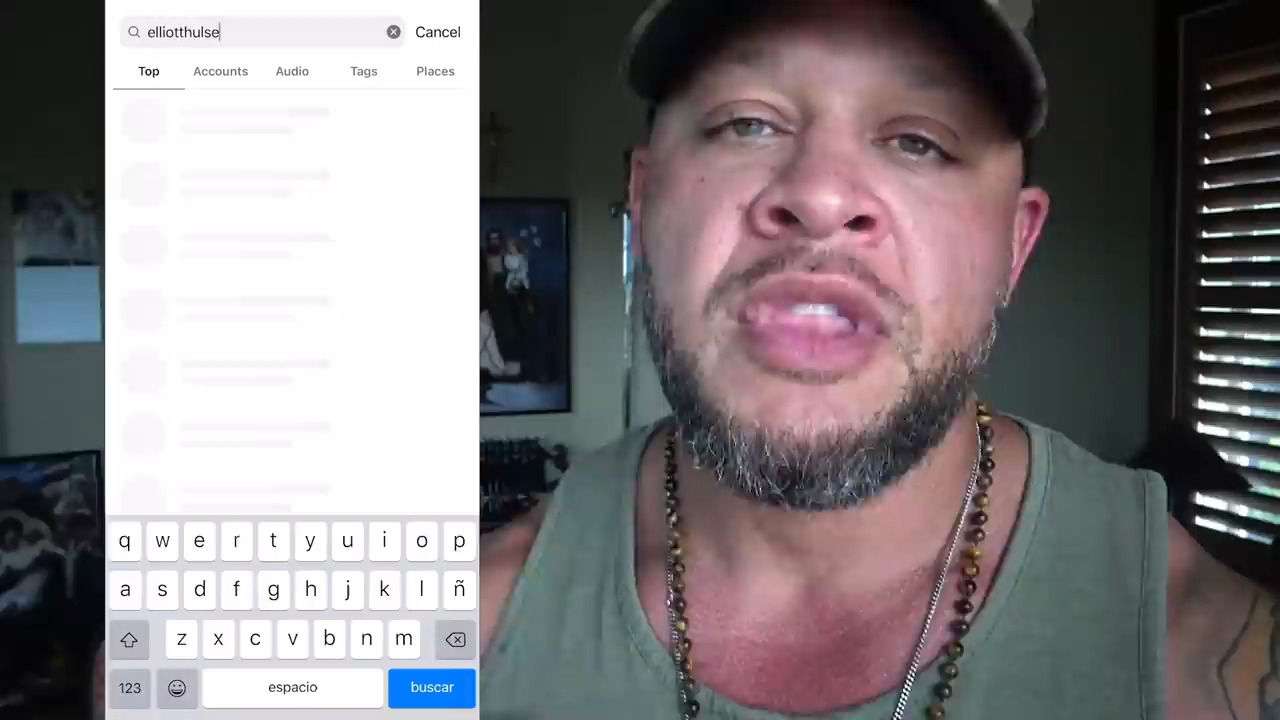 elliotthulse
Cancel
Top Accounts Audio Tags Places
q w e r t y u i o p
a s d f g h j k l ñ
z x c v b n m
123 espacio buscar